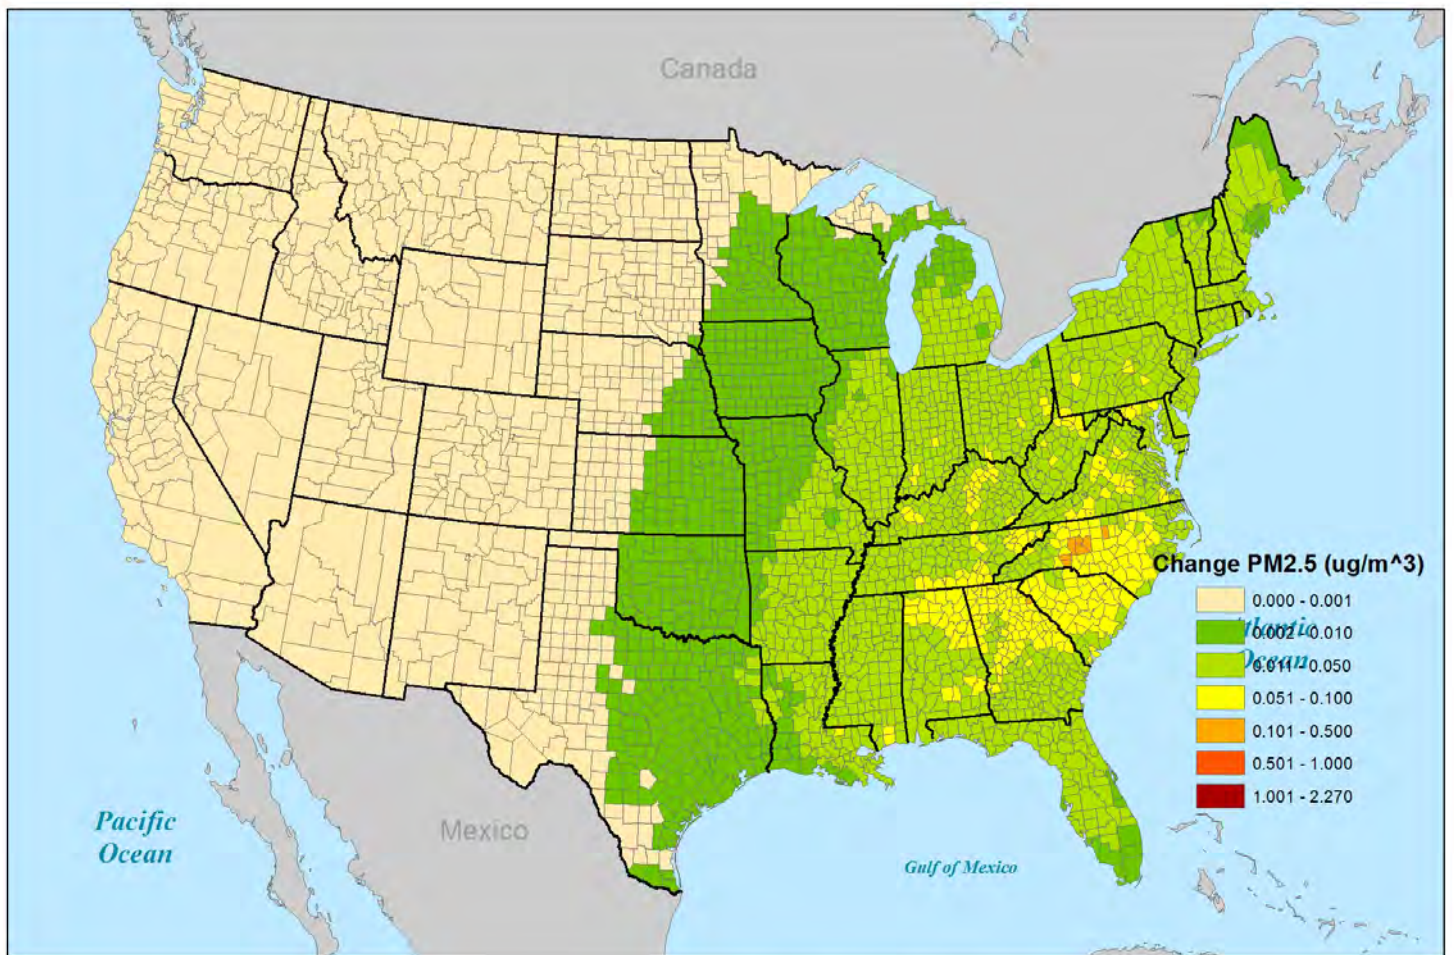 Canada
Change PM2.5 (ug/m^3)
0.000 - 0.001
0.002 - 0.010
Atlantic
Ocean
0.011 - 0.050
0.051 - 0.100
0.101 - 0.500
0.501 - 1.000
1.001 - 2.270
Pacific
Ocean
Mexico
Gulf of Mexico